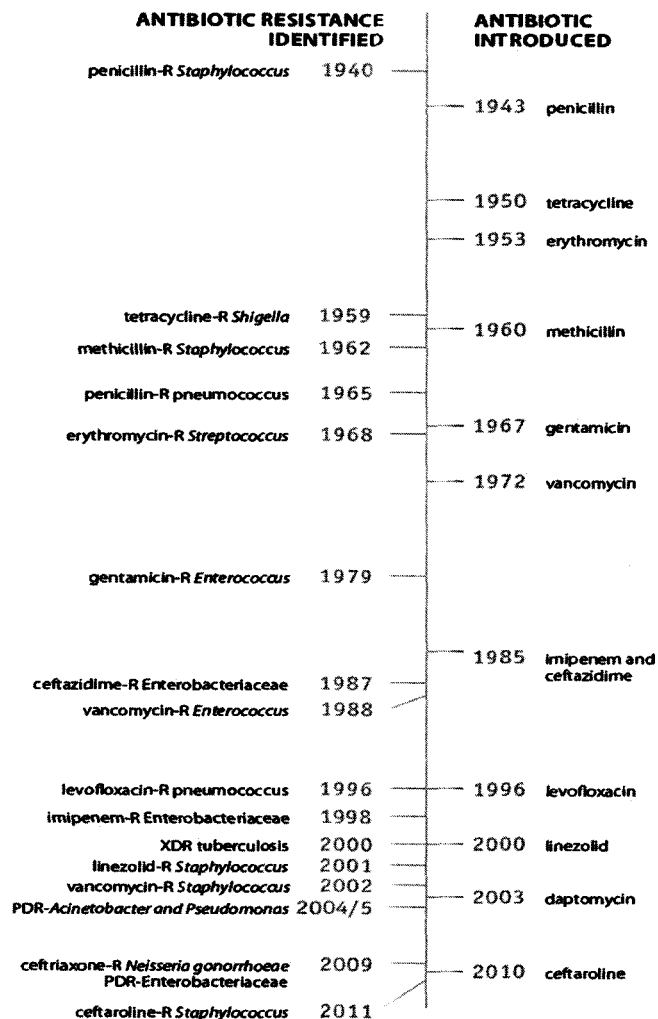 ANTIBIOTIC RESISTANCE
IDENTIFIED
ANTIBIOTIC
INTRODUCED
penicillin-R Staphylococcus 1940
1943 penicillin
1950 tetracycline
1953 erythromycin
tetracycline-R Shigella 1959
1960 methicillin
methicillin-R Staphylococcus 1962
penicillin-R pneumococcus 1965
1967 gentamicin
erythromycin-R Streptococcus 1968
1972 vancomycin
gentamicin-R Enterococcus 1979
1985 imipenem and
ceftazidime
ceftazidime-R Enterobacteriaceae 1987
vancomycin-R Enterococcus 1988
levofloxacin-R pneumococcus 1996
1996 levofloxacin
imipenem-R Enterobacteriaceae 1998
XDR tuberculosis 2000
2000 linezolid
linezolid-R Staphylococcus 2001
vancomycin-R Staphylococcus 2002
2003 daptomycin
PDR-Acinetobacter and Pseudomonas 2004/5
ceftriaxone-R Neisseria gonorrhoeae 2009
PDR-Enterobacteriaceae
2010 ceftaroline
ceftaroline-R Staphylococcus 2011